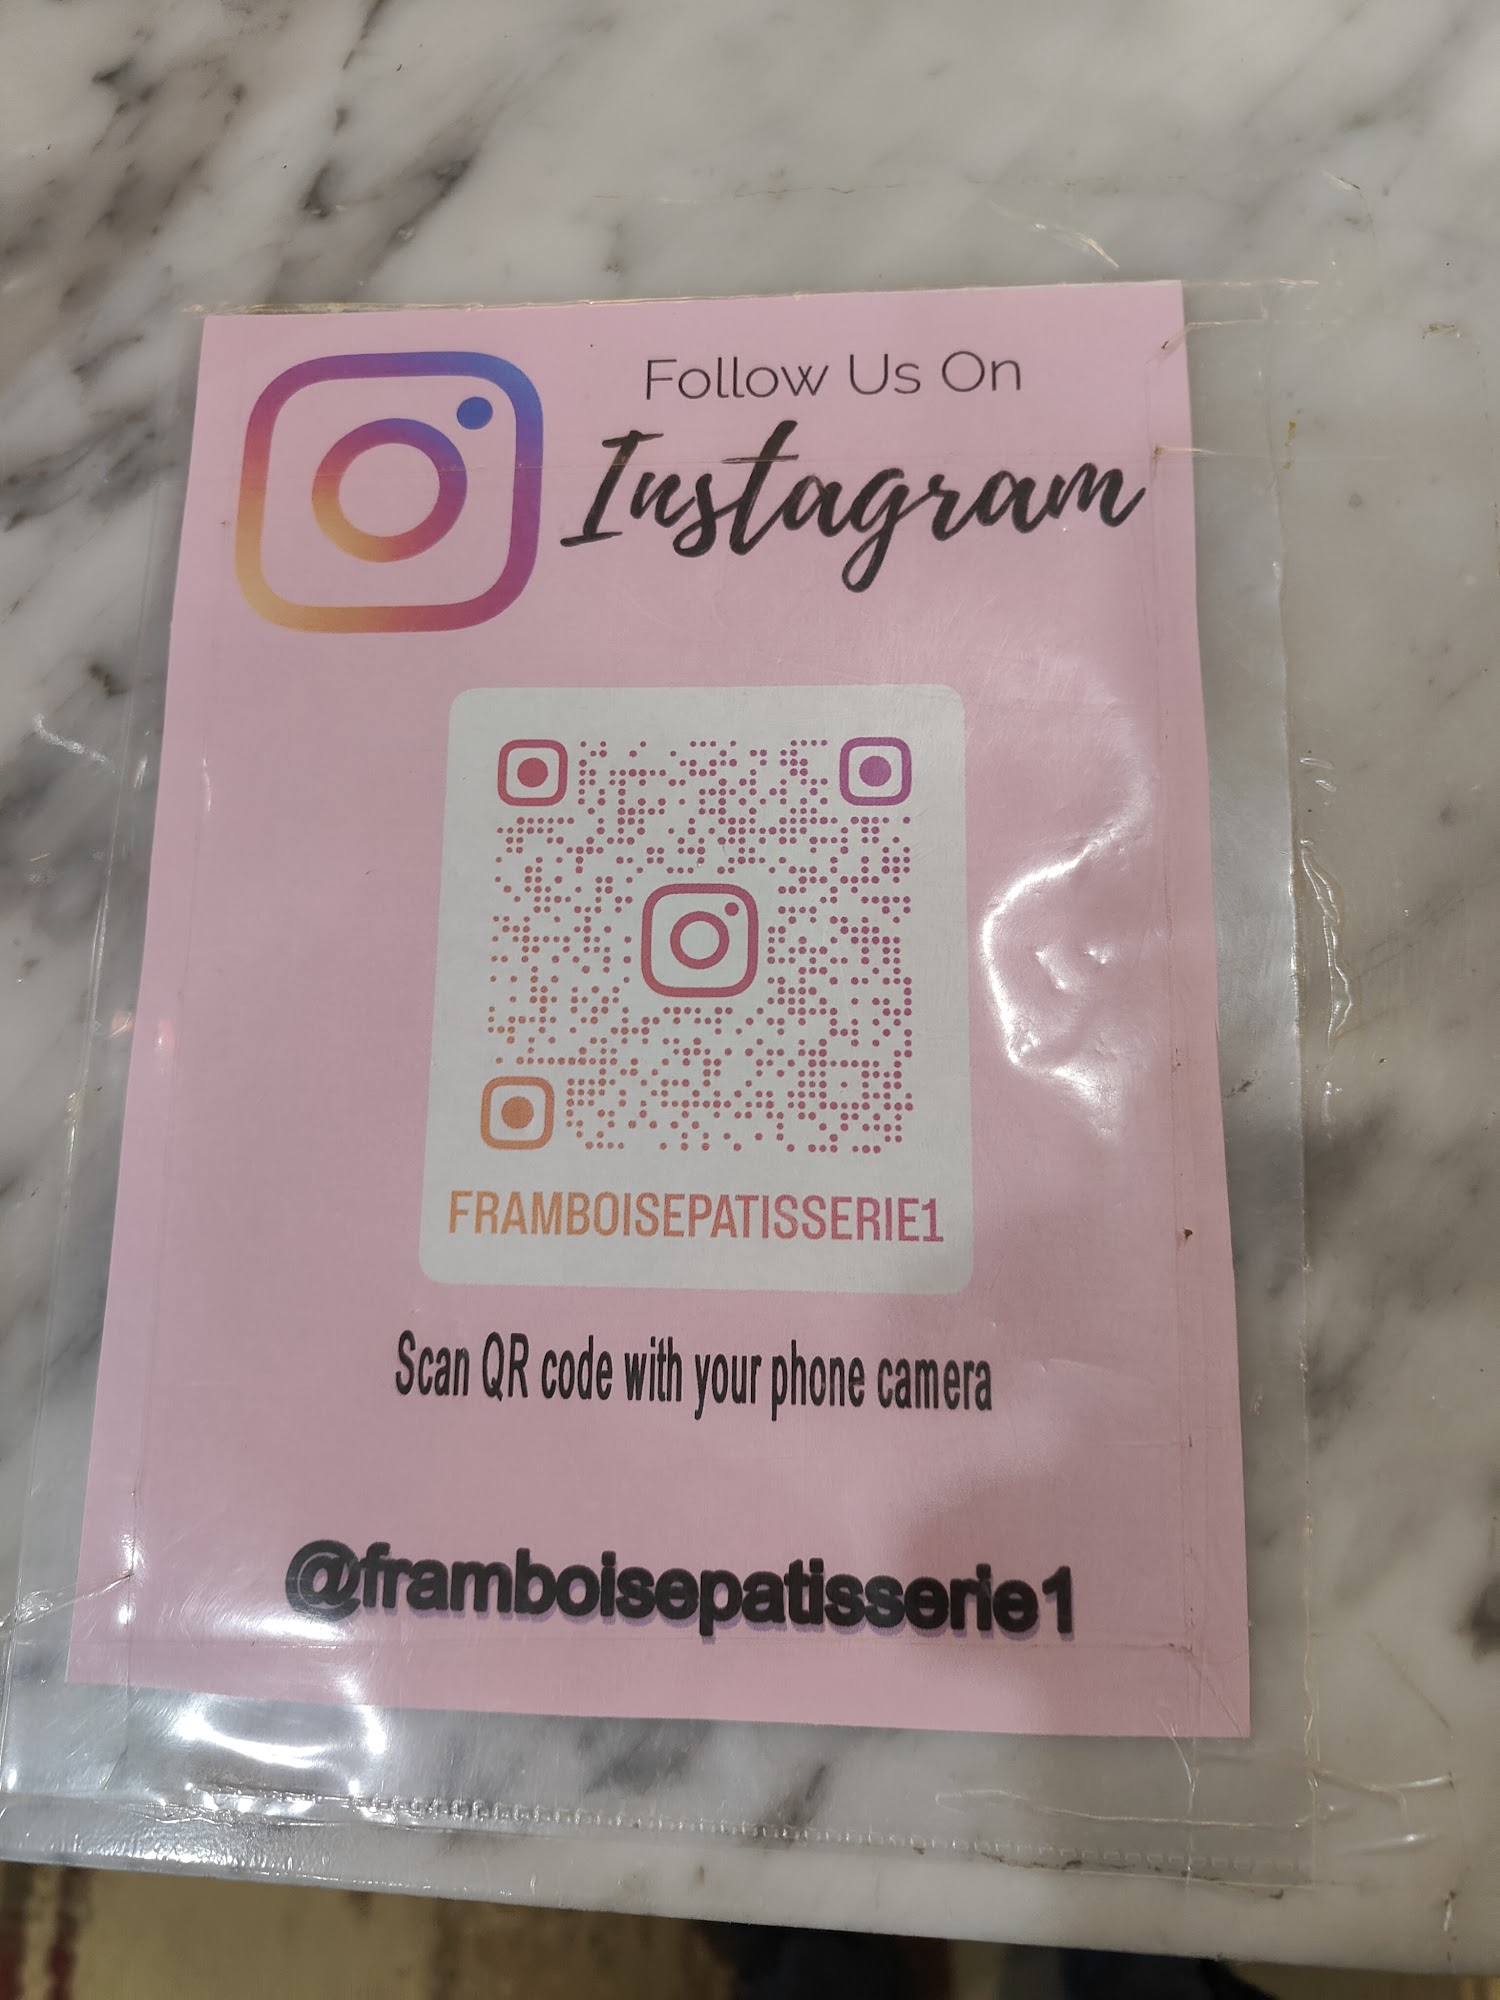 Follow Us On
Instagram
FRAMBOISEPATISSERIE1
Scan QR code with your phone camera
@framboisepatisserie1